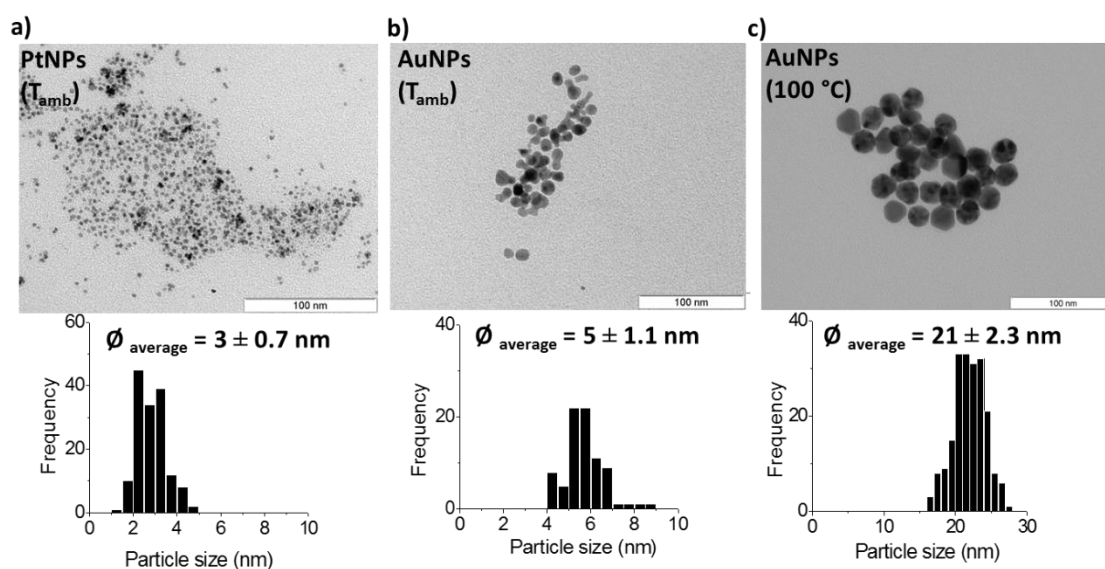 a)
PtNPs
(Tamb)
100 nm
b)
AuNPs
(Tamb)
100 nm
c)
AuNPs
(100 °C)
100 nm
Ø average = 3 ± 0.7 nm
60
40
20
0
Frequency
0 2 4 6 8 10
Particle size (nm)
Ø average = 5 ± 1.1 nm
40
20
0
Frequency
0 2 4 6 8 10
Particle size (nm)
Ø average = 21 ± 2.3 nm
40
20
0
Frequency
0 10 20 30
Particle size (nm)